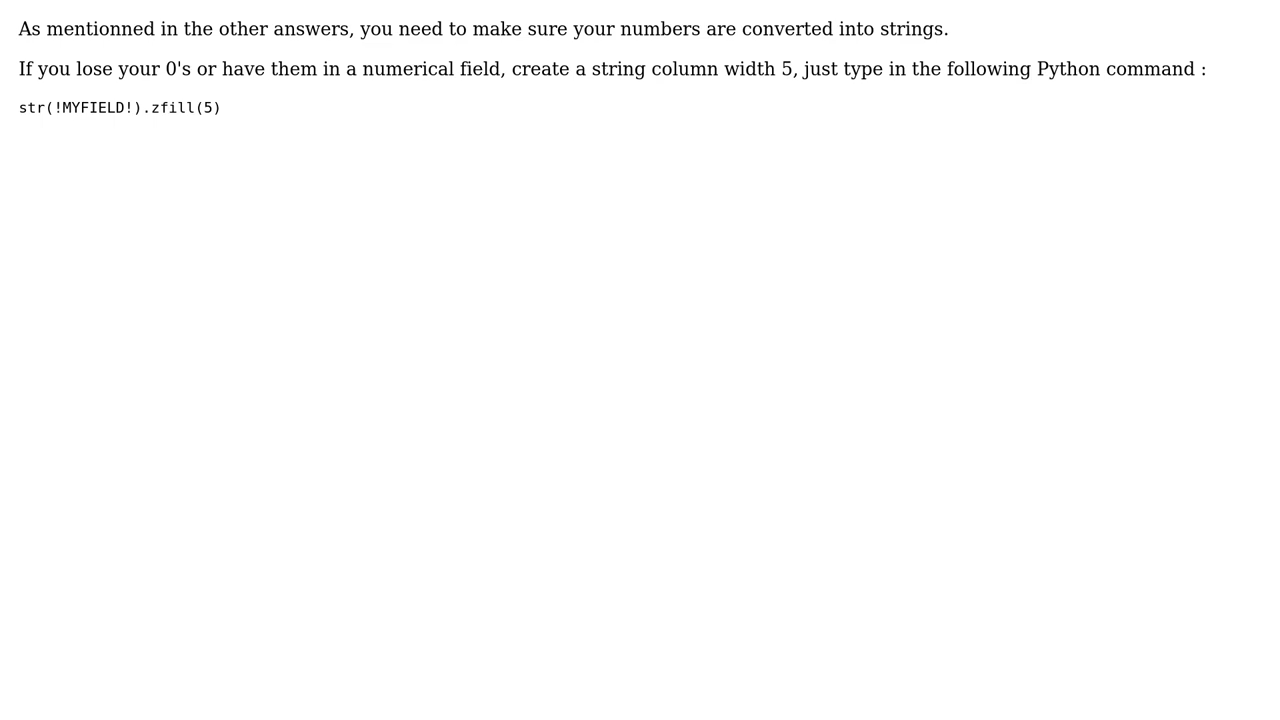 As mentionned in the other answers, you need to make sure your numbers are converted into strings.
If you lose your 0's or have them in a numerical field, create a string column width 5, just type in the following Python command :
str(!MYFIELD!).zfill(5)